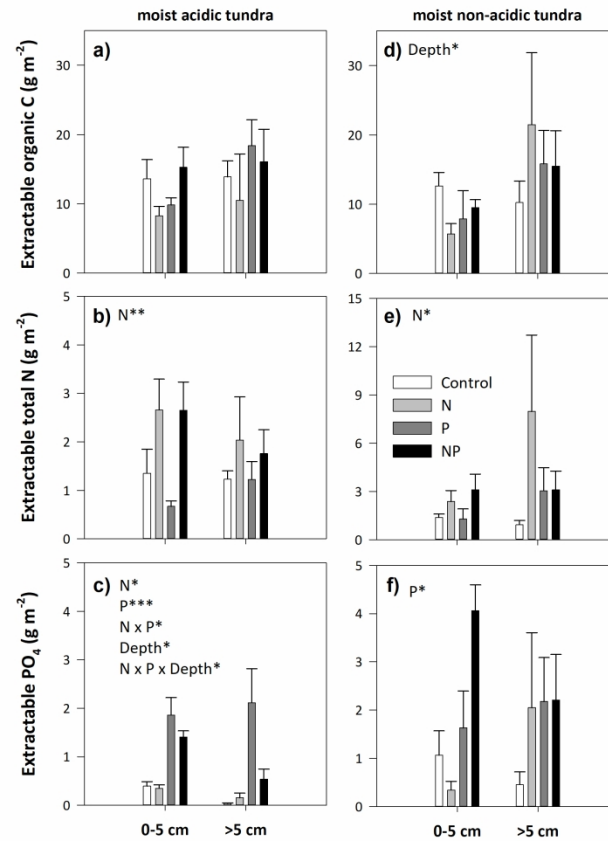 moist acidic tundra
moist non-acidic tundra
Extractable organic C (g m⁻²)
a)
30
20
10
0
d) Depth*
30
20
10
0
Extractable total N (g m⁻²)
b) N**
5
4
3
2
1
0
e) N*
15
12
9
6
3
0
Control
N
P
NP
Extractable PO₄ (g m⁻²)
c) N*
P***
N x P*
Depth*
N x P x Depth*
5
4
3
2
1
0
f) P*
5
4
3
2
1
0
0-5 cm >5 cm
0-5 cm >5 cm